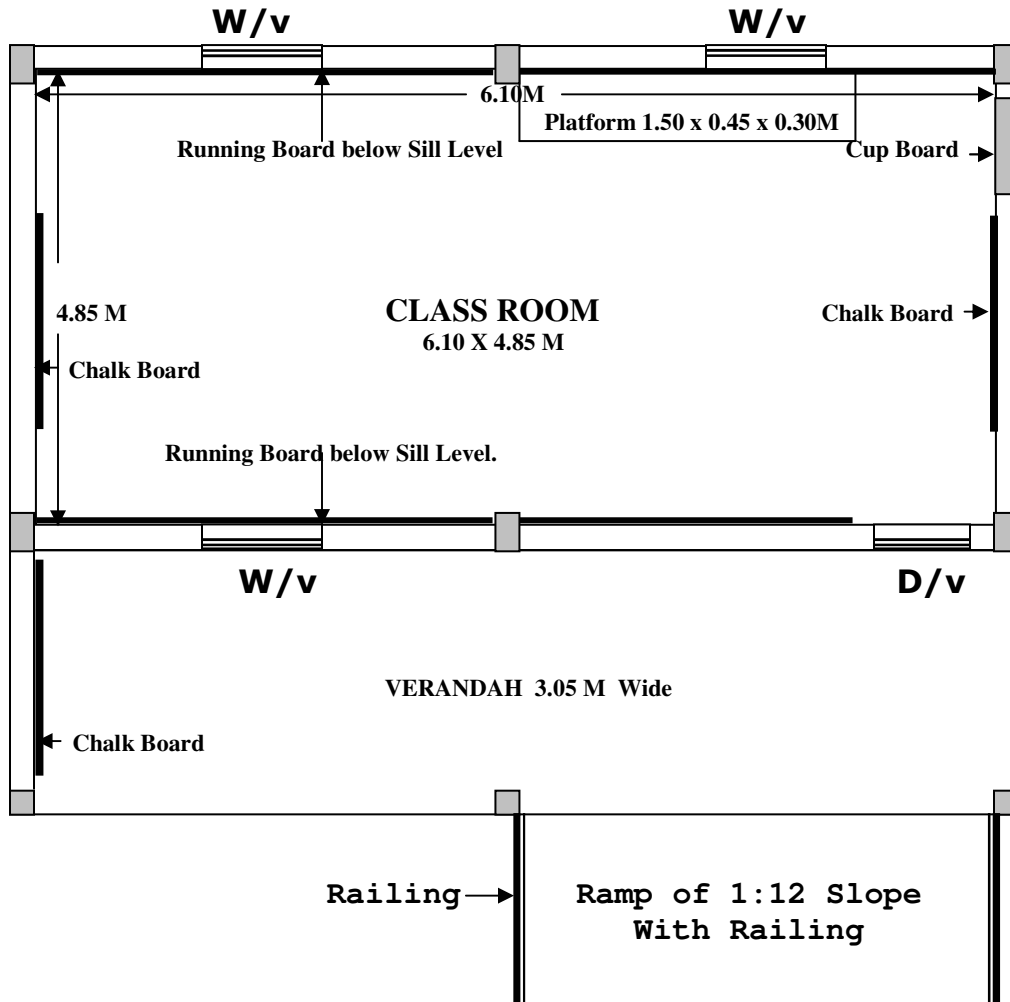 W/v
W/v
6.10M
Platform 1.50 x 0.45 x 0.30M
Running Board below Sill Level
Cup Board
4.85 M
CLASS ROOM
6.10 X 4.85 M
Chalk Board
Chalk Board
Running Board below Sill Level.
W/v
D/v
VERANDAH 3.05 M Wide
Chalk Board
Railing
Ramp of 1:12 Slope
With Railing